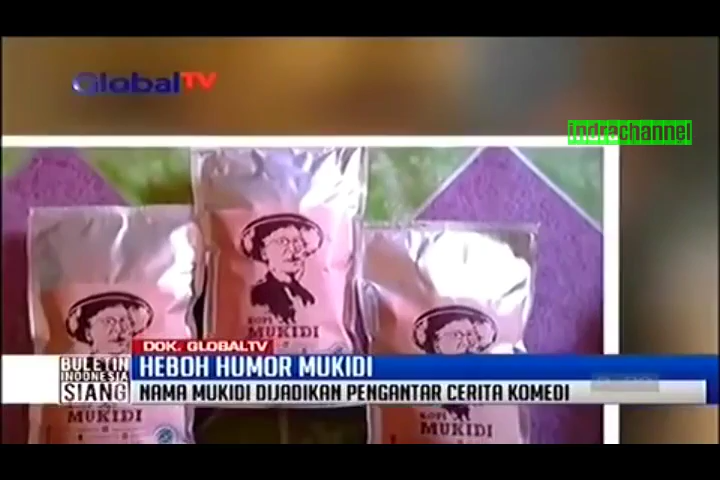 GlobalTV
indrachannel
KOPI
MUKIDI
MUKIDI
KOPI
MUKIDI
DOK. GLOBALTV
BULETIN
INDONESIA
SIANG
HEBOH HUMOR MUKIDI
NAMA MUKIDI DIJADIKAN PENGANTAR CERITA KOMEDI